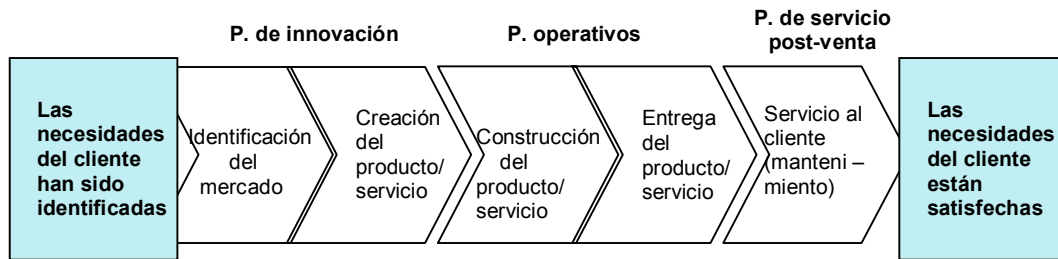 P. de innovación
P. operativos
P. de servicio
post-venta
Las
necesidades
del cliente
han sido
identificadas
Identificación
del
mercado
Creación
del
producto/
servicio
Construcción
del
producto/
servicio
Entrega
del
producto/
servicio
Servicio al
cliente
(manteni –
miento)
Las
necesidades
del cliente
están
satisfechas